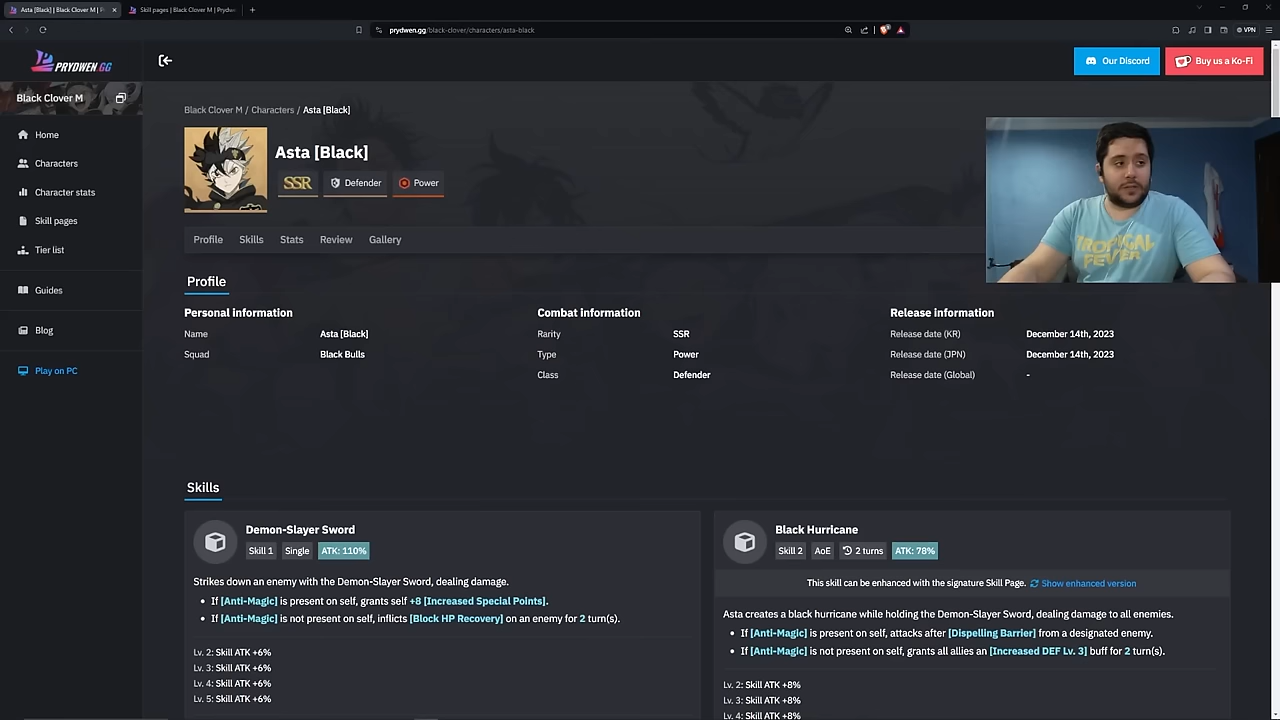 Asta [Black] | Black Clover M | P
Skill pages | Black Clover M | Prydwe
prydwen.gg/black-clover/characters/asta-black
VPN
PRYDWEN.GG
Our Discord
Buy us a Ko-Fi
Black Clover M
Home
Characters
Character stats
Skill pages
Tier list
Guides
Blog
Play on PC
Black Clover M / Characters / Asta [Black]
Asta [Black]
SSR
Defender
Power
Profile
Skills
Stats
Review
Gallery
TROPICAL
FEVER
Profile
Personal information
Name Asta [Black]
Squad Black Bulls
Combat information
Rarity SSR
Type Power
Class Defender
Release information
Release date (KR) December 14th, 2023
Release date (JPN) December 14th, 2023
Release date (Global) -
Skills
Demon-Slayer Sword
Skill 1 Single ATK: 110%
Strikes down an enemy with the Demon-Slayer Sword, dealing damage.
• If [Anti-Magic] is present on self, grants self +8 [Increased Special Points].
• If [Anti-Magic] is not present on self, inflicts [Block HP Recovery] on an enemy for 2 turn(s).
Lv. 2: Skill ATK +6%
Lv. 3: Skill ATK +6%
Lv. 4: Skill ATK +6%
Lv. 5: Skill ATK +6%
Black Hurricane
Skill 2 AoE 2 turns ATK: 78%
This skill can be enhanced with the signature Skill Page. Show enhanced version
Asta creates a black hurricane while holding the Demon-Slayer Sword, dealing damage to all enemies.
• If [Anti-Magic] is present on self, attacks after [Dispelling Barrier] from a designated enemy.
• If [Anti-Magic] is not present on self, grants all allies an [Increased DEF Lv. 3] buff for 2 turn(s).
Lv. 2: Skill ATK +8%
Lv. 3: Skill ATK +8%
Lv. 4: Skill ATK +8%